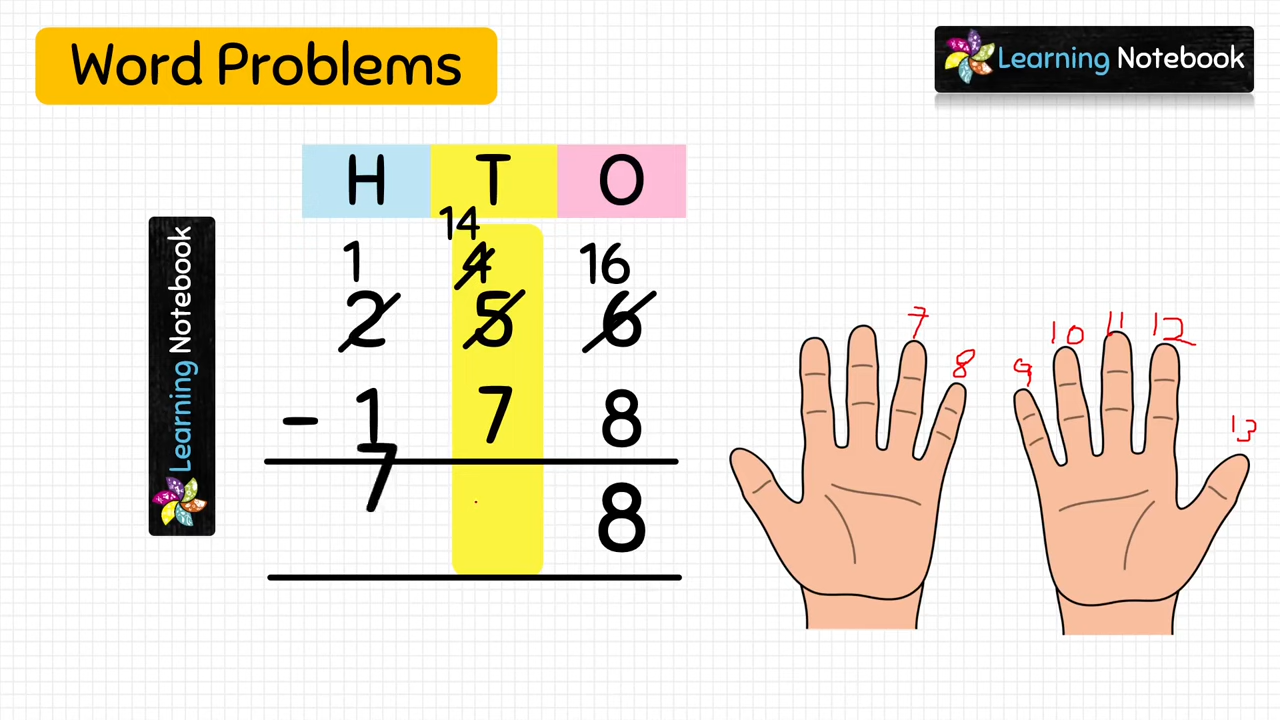 Word Problems
Learning Notebook
H T O
14
1 4 16
2 5 6
- 1 7 8
7 8
Learning Notebook
7
8
9
10
11
12
13